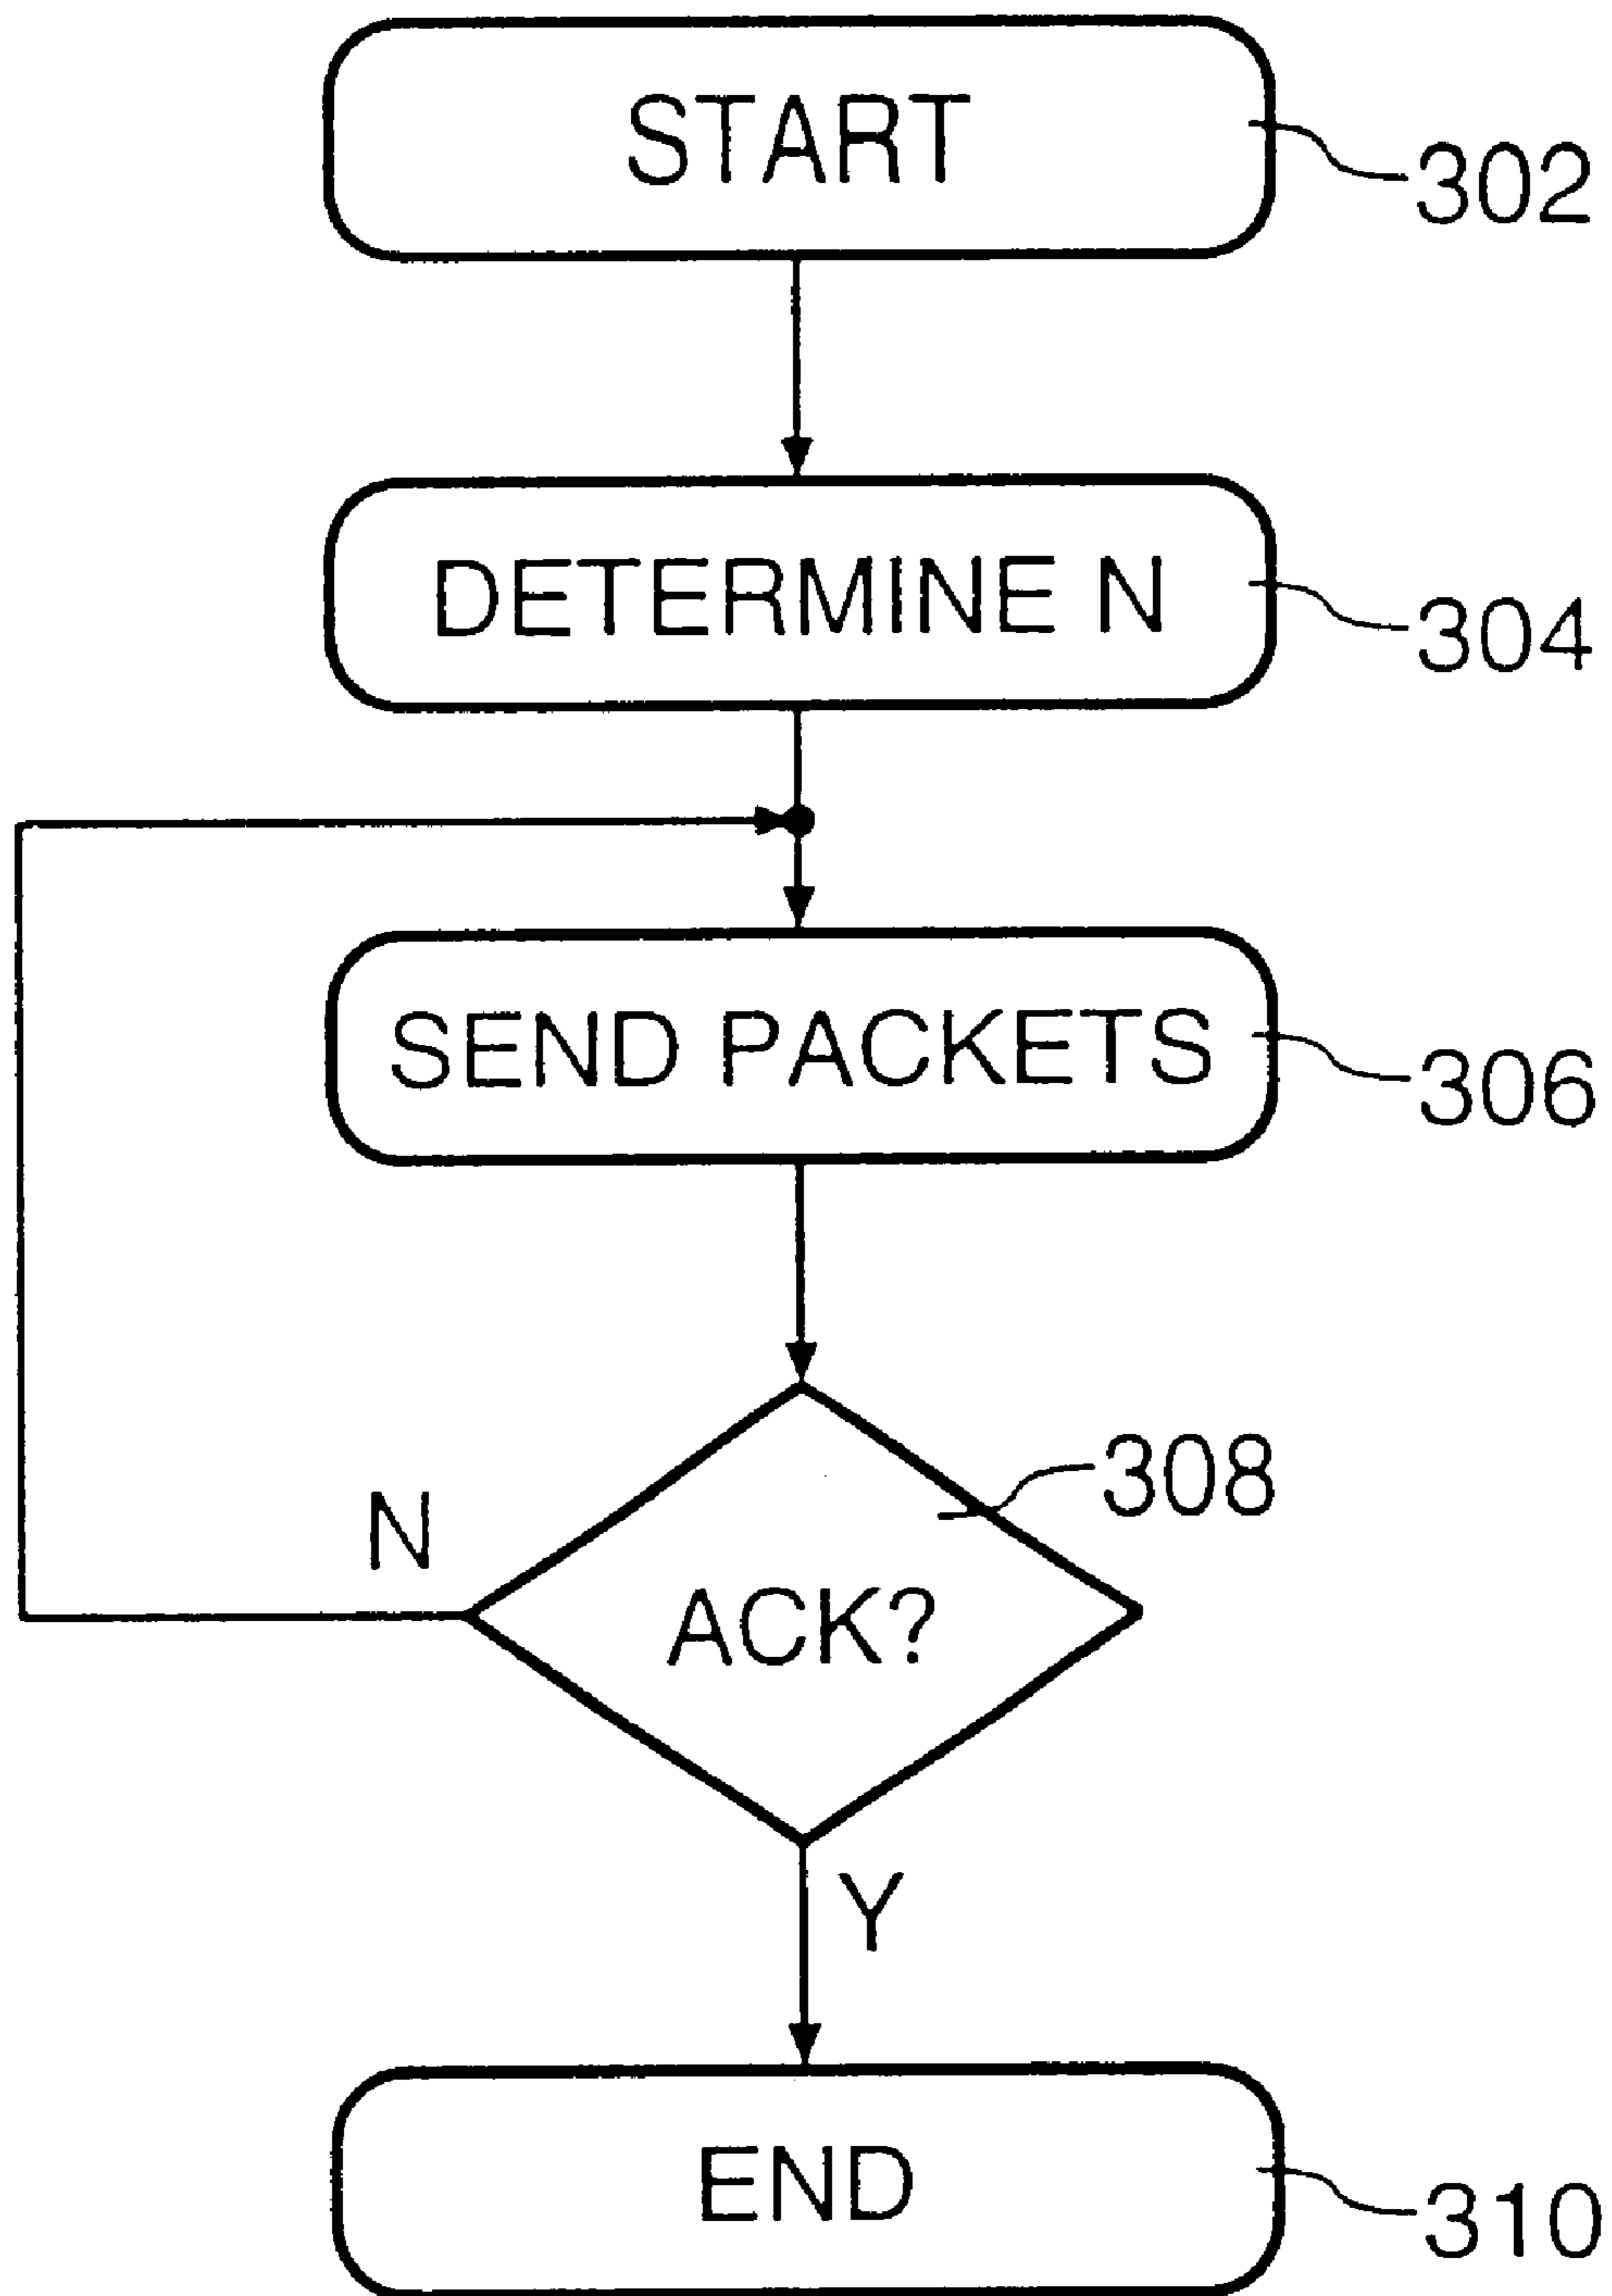 START
302
DETERMINE N
304
SEND PACKETS
306
308
N
ACK?
Y
END
310